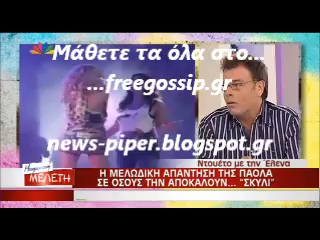 Μάθετε τα όλα στο...
...freegossip.gr
news-piper.blogspot.gr
Ντουέτο με την Έλενα
ΜΕΛΕΤΗ
Η ΜΕΛΩΔΙΚΗ ΑΠΑΝΤΗΣΗ ΤΗΣ ΠΑΟΛΑ
ΣΕ ΟΣΟΥΣ ΤΗΝ ΑΠΟΚΑΛΟΥΝ... "ΣΚΥΛΙ"